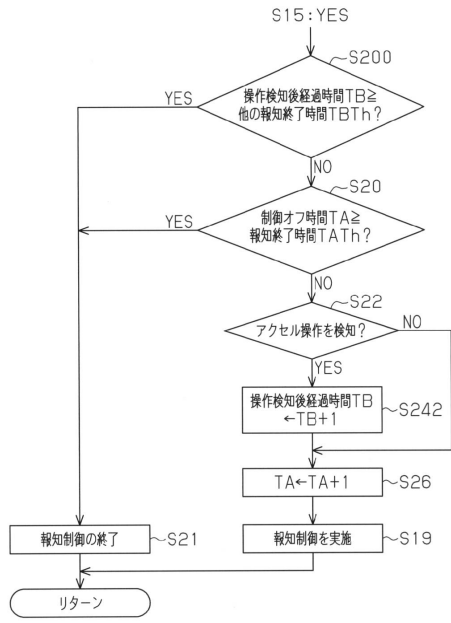 S15:YES
S200
操作検知後経過時間TB≧
他の報知終了時間TBTh?
YES
NO
S20
制御オフ時間TA≧
報知終了時間TATh?
YES
NO
S22
アクセル操作を検知?
NO
YES
操作検知後経過時間TB
←TB+1
S242
TA←TA+1
S26
報知制御の終了
S21
報知制御を実施
S19
リターン